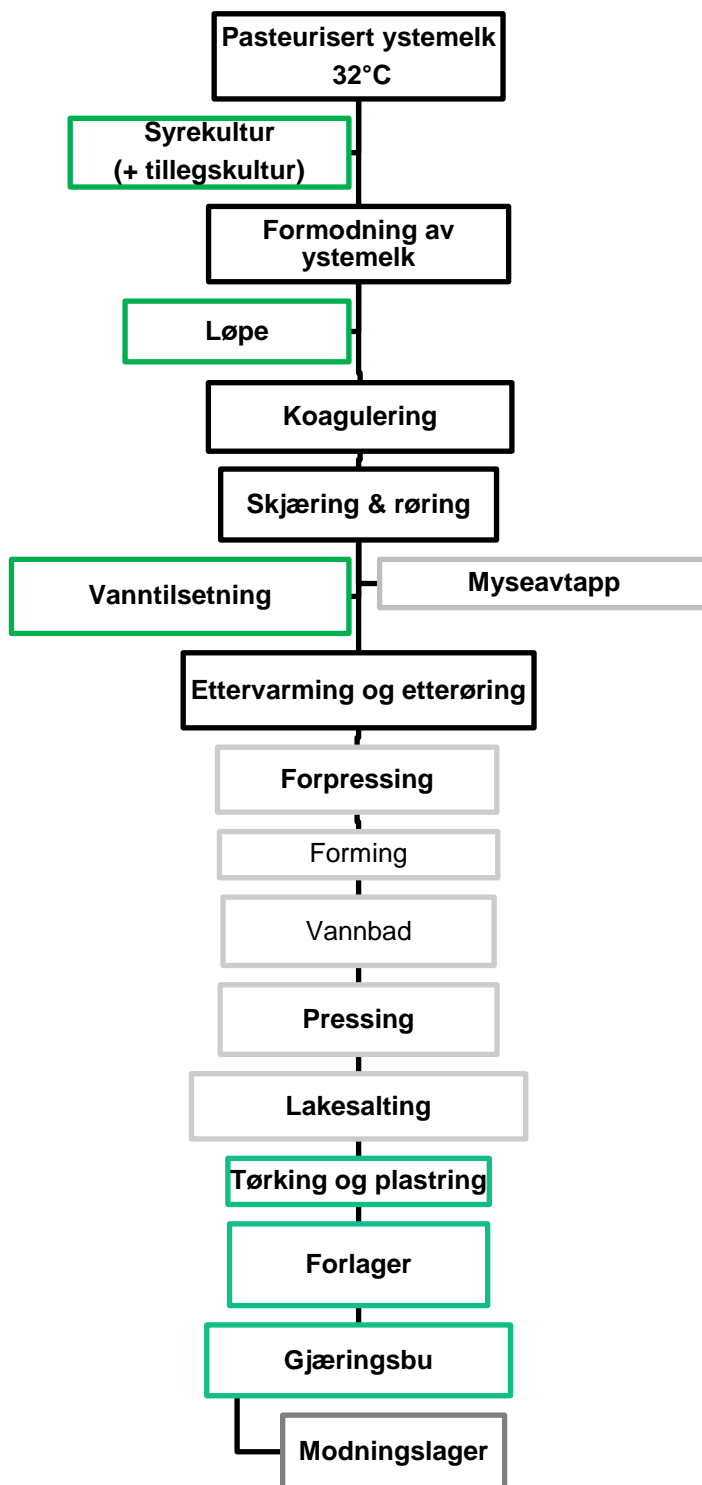 Pasteurisert ystemelk
32°C
Syrekultur
(+ tillegskultur)
Formodning av
ystemelk
Løpe
Koagulering
Skjæring & røring
Myseavtapp
Vanntilsetning
Ettervarming og etterøring
Forpressing
Forming
Vannbad
Pressing
Lakesalting
Tørking og plastring
Forlager
Gjæringsbu
Modningslager